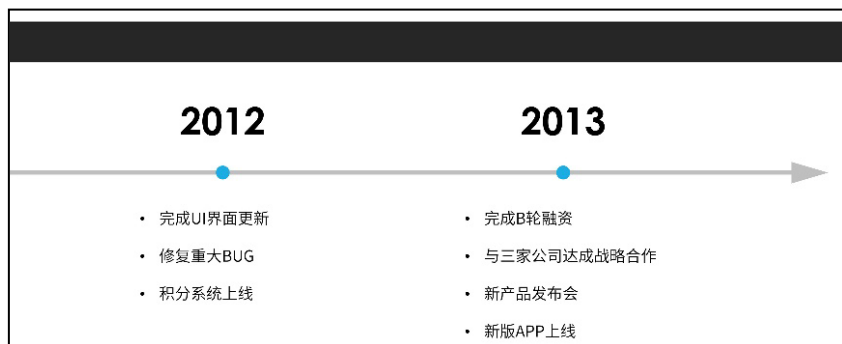 2012
2013
• 完成UI界面更新
• 修复重大BUG
• 积分系统上线
• 完成B轮融资
• 与三家公司达成战略合作
• 新产品发布会
• 新版APP上线